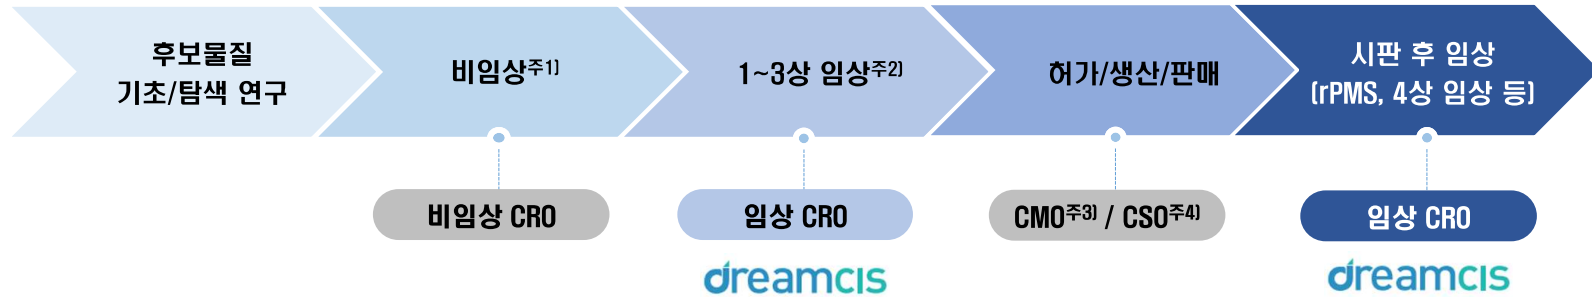 후보물질
기초/탐색 연구
비임상주1)
1~3상 임상주2)
허가/생산/판매
시판 후 임상
(rPMS, 4상 임상 등)
비임상 CRO
임상 CRO
CMO주3) / CSO주4)
임상 CRO
dreamcis
dreamcis